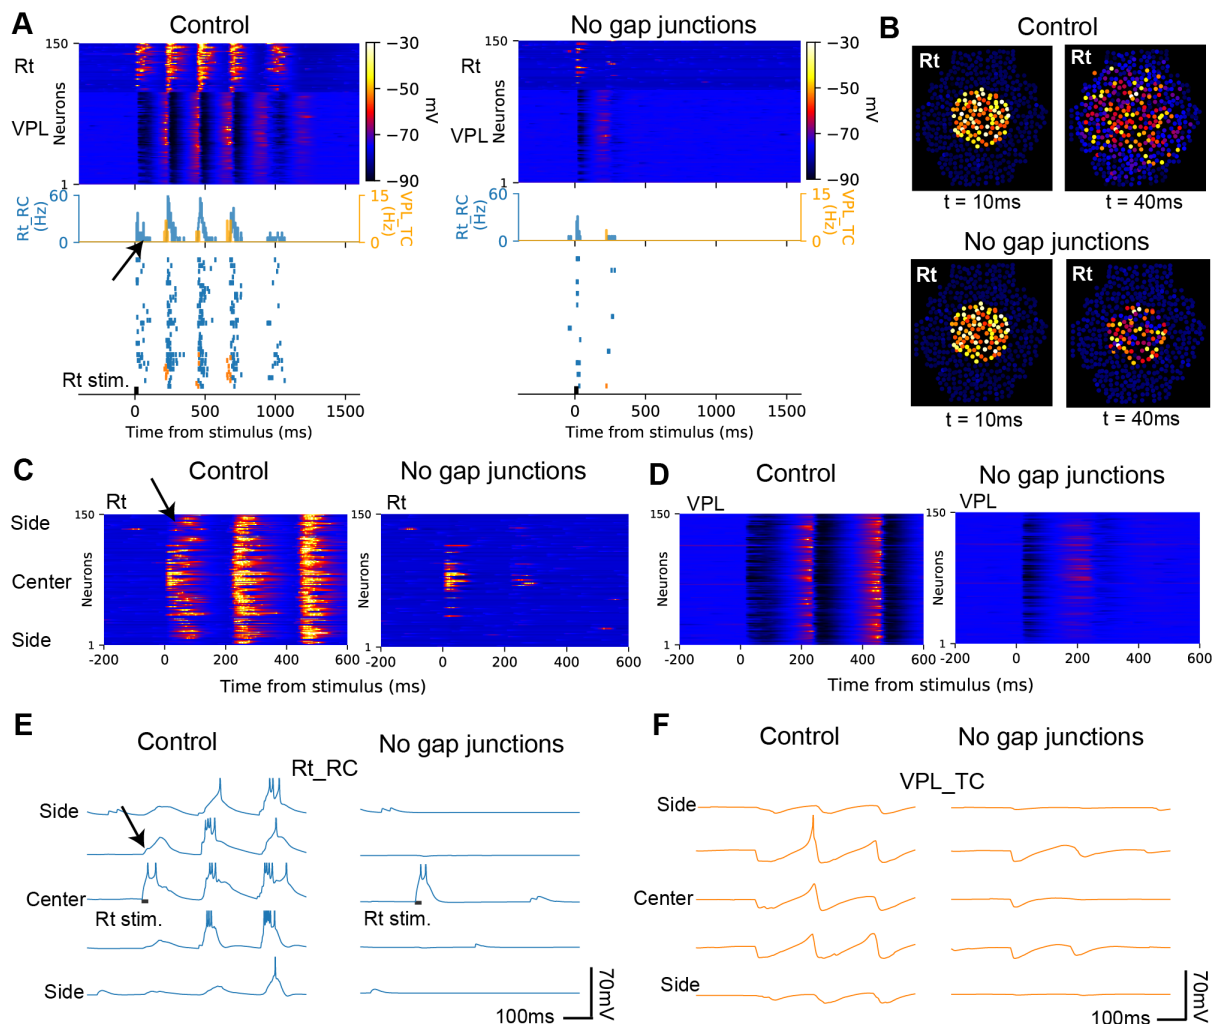 A
Control
No gap junctions
150
Rt
VPL
Neurons
1
−30
−50
−70
−90
mV
150
Rt
VPL
Neurons
1
−30
−50
−70
−90
mV
60
0
Rt_RC
(Hz)
15
0
VPL_TC
(Hz)
60
0
Rt_RC
(Hz)
15
0
VPL_TC
(Hz)
Rt stim.
0 500 1000 1500
Time from stimulus (ms)
0 500 1000 1500
Time from stimulus (ms)
B
Control
Rt
Rt
t = 10ms
t = 40ms
No gap junctions
Rt
Rt
t = 10ms
t = 40ms
C
Control
No gap junctions
Rt
Rt
Side
Center
Side
150
Neurons
1
150
Neurons
1
-200 0 200 400 600
-200 0 200 400 600
Time from stimulus (ms)
D
Control
No gap junctions
VPL
VPL
150
Neurons
1
150
Neurons
1
-200 0 200 400 600
-200 0 200 400 600
Time from stimulus (ms)
E
Control
No gap junctions
Rt_RC
Side
Center
Rt stim.
Rt stim.
Side
70mV
100ms
F
Control
No gap junctions
VPL_TC
Side
Center
Side
70mV
100ms